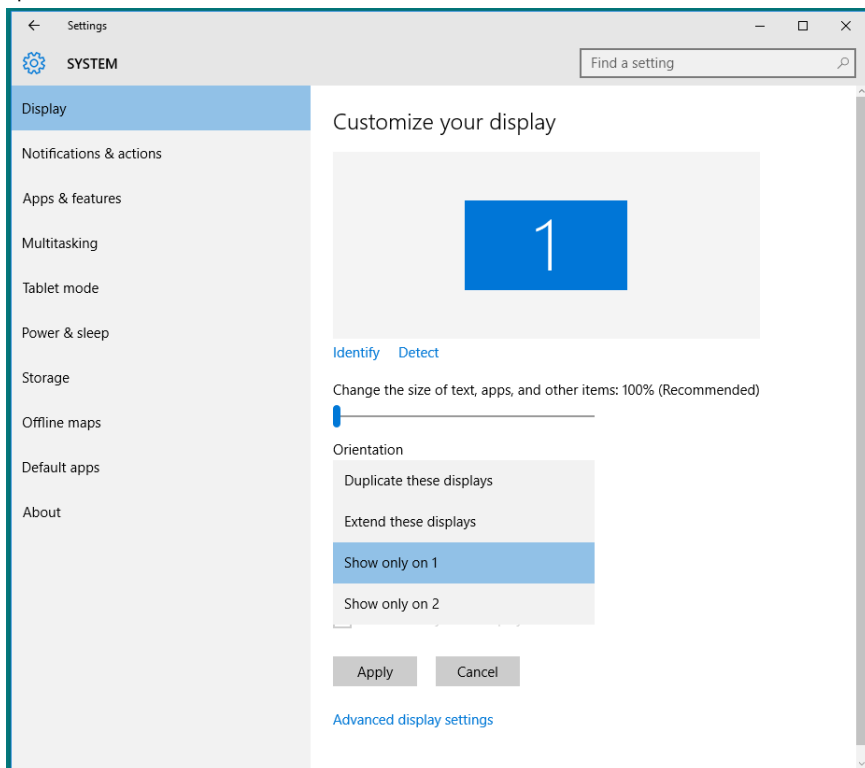 Settings
SYSTEM
Find a setting
Display
Notifications & actions
Apps & features
Multitasking
Tablet mode
Power & sleep
Storage
Offline maps
Default apps
About
Customize your display
1
Identify Detect
Change the size of text, apps, and other items: 100% (Recommended)
Orientation
Duplicate these displays
Extend these displays
Show only on 1
Show only on 2
Apply Cancel
Advanced display settings